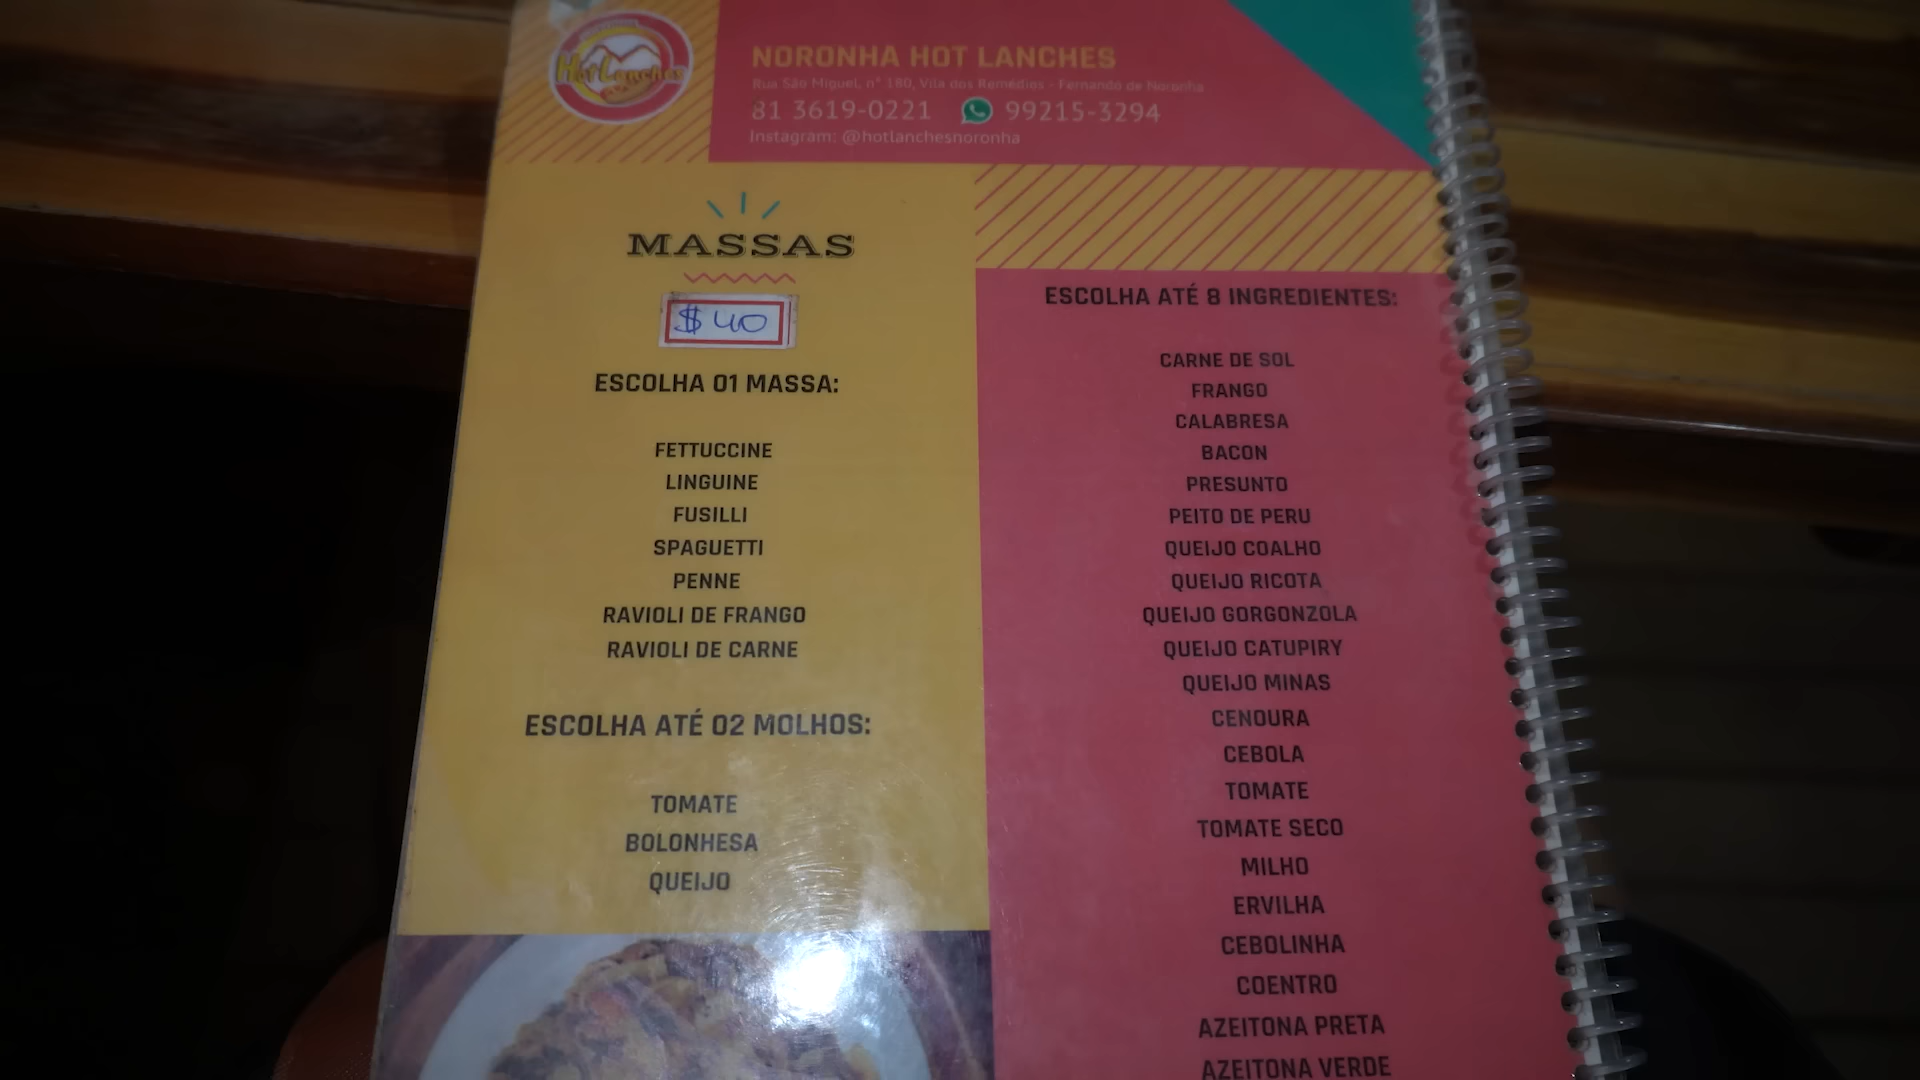 Hot Lanches
NORONHA HOT LANCHES
Rua São Miguel, n° 180, Vila dos Remédios - Fernando de Noronha
81 3619-0221 99215-3294
Instagram: @hotlanchesnoronha
MASSAS
$ 40
ESCOLHA 01 MASSA:
FETTUCCINE
LINGUINE
FUSILLI
SPAGUETTI
PENNE
RAVIOLI DE FRANGO
RAVIOLI DE CARNE
ESCOLHA ATÉ 02 MOLHOS:
TOMATE
BOLONHESA
QUEIJO
ESCOLHA ATÉ 8 INGREDIENTES:
CARNE DE SOL
FRANGO
CALABRESA
BACON
PRESUNTO
PEITO DE PERU
QUEIJO COALHO
QUEIJO RICOTA
QUEIJO GORGONZOLA
QUEIJO CATUPIRY
QUEIJO MINAS
CENOURA
CEBOLA
TOMATE
TOMATE SECO
MILHO
ERVILHA
CEBOLINHA
COENTRO
AZEITONA PRETA
AZEITONA VERDE